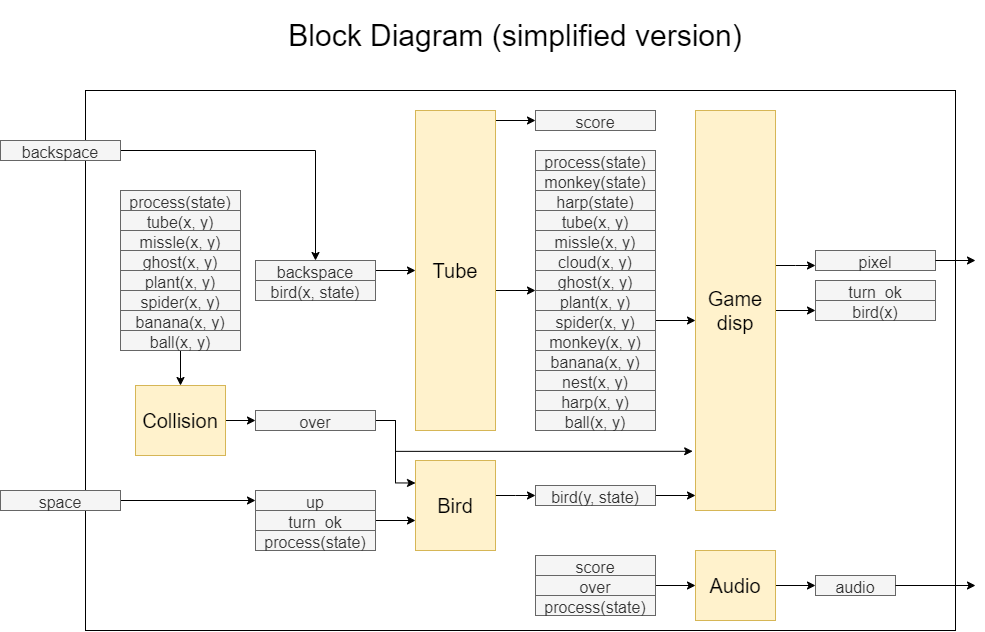 Block Diagram (simplified version)
backspace
process(state)
tube(x, y)
missle(x, y)
ghost(x, y)
plant(x, y)
spider(x, y)
banana(x, y)
ball(x, y)
backspace
bird(x, state)
Collision
over
space
up
turn_ok
process(state)
Tube
Bird
score
process(state)
monkey(state)
harp(state)
tube(x, y)
missle(x, y)
cloud(x, y)
ghost(x, y)
plant(x, y)
spider(x, y)
monkey(x, y)
banana(x, y)
nest(x, y)
harp(x, y)
ball(x, y)
bird(y, state)
score
over
process(state)
Game
disp
Audio
pixel
turn_ok
bird(x)
audio